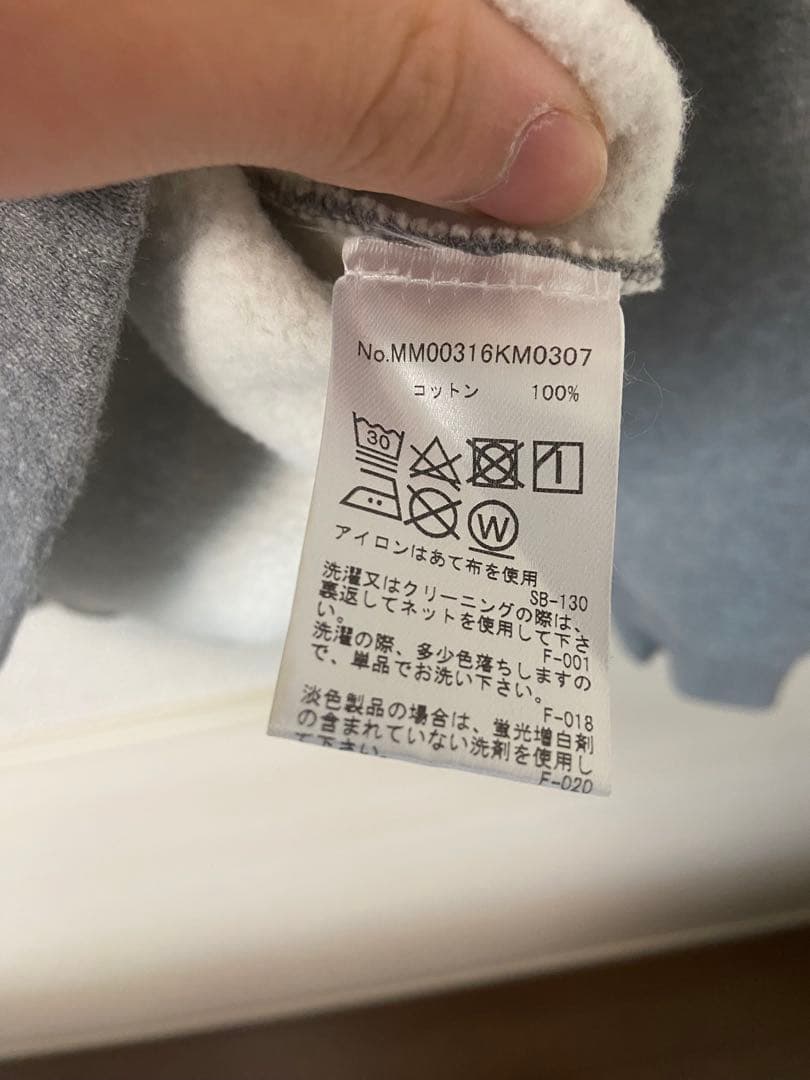 No.MM00316KM0307
コットン 100%
30
W
アイロンはあて布を使用
SB-130
洗濯又はクリーニングの際は、
裏返してネットを使用して下さ
い。
F-001
洗濯の際、多少色落ちしますの
で、単品でお洗い下さい。
F-018
淡色製品の場合は、蛍光増白剤
の含まれていない洗剤を使用し
て下さい。
F-020